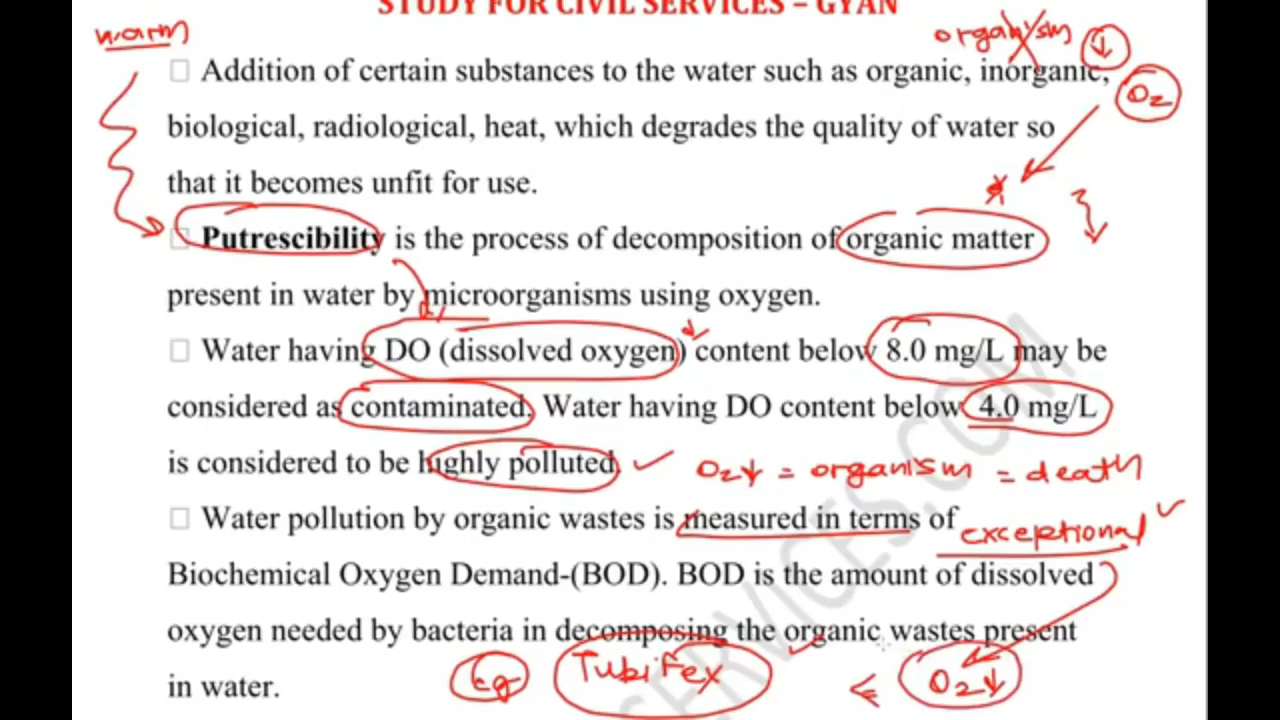 STUDY FOR CIVIL SERVICES – GYAN
warm
organism ↓
O2
□ Addition of certain substances to the water such as organic, inorganic,
biological, radiological, heat, which degrades the quality of water so
that it becomes unfit for use.
□ Putrescibility is the process of decomposition of organic matter
present in water by microorganisms using oxygen.
□ Water having DO (dissolved oxygen) content below 8.0 mg/L may be
considered as contaminated. Water having DO content below 4.0 mg/L
is considered to be highly polluted.
O2↓ = organism = death
□ Water pollution by organic wastes is measured in terms of
exceptional
Biochemical Oxygen Demand-(BOD). BOD is the amount of dissolved
oxygen needed by bacteria in decomposing the organic wastes present
in water.
Eg Tubifex
O2↓
SERVICES.COM